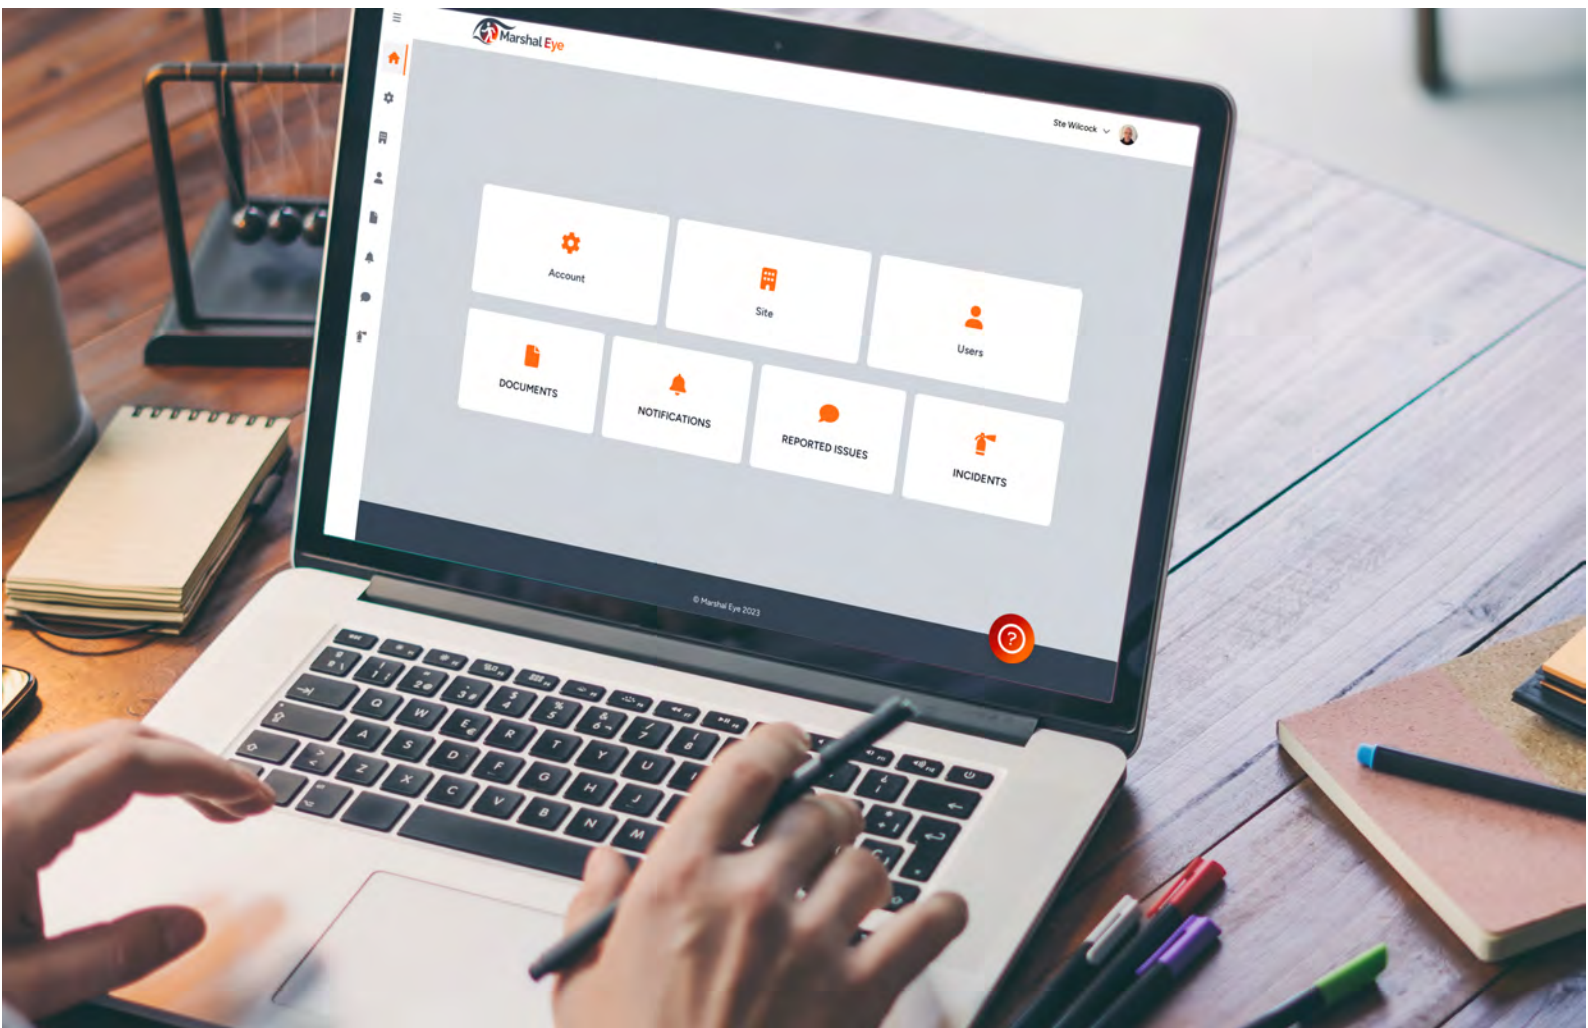 Marshal Eye
Ste Wilcock
Account
Site
Users
DOCUMENTS
NOTIFICATIONS
REPORTED ISSUES
INCIDENTS
© Marshal Eye 2023
?
Q W E R T Y U
A S D F G H J
Z X C V B N M